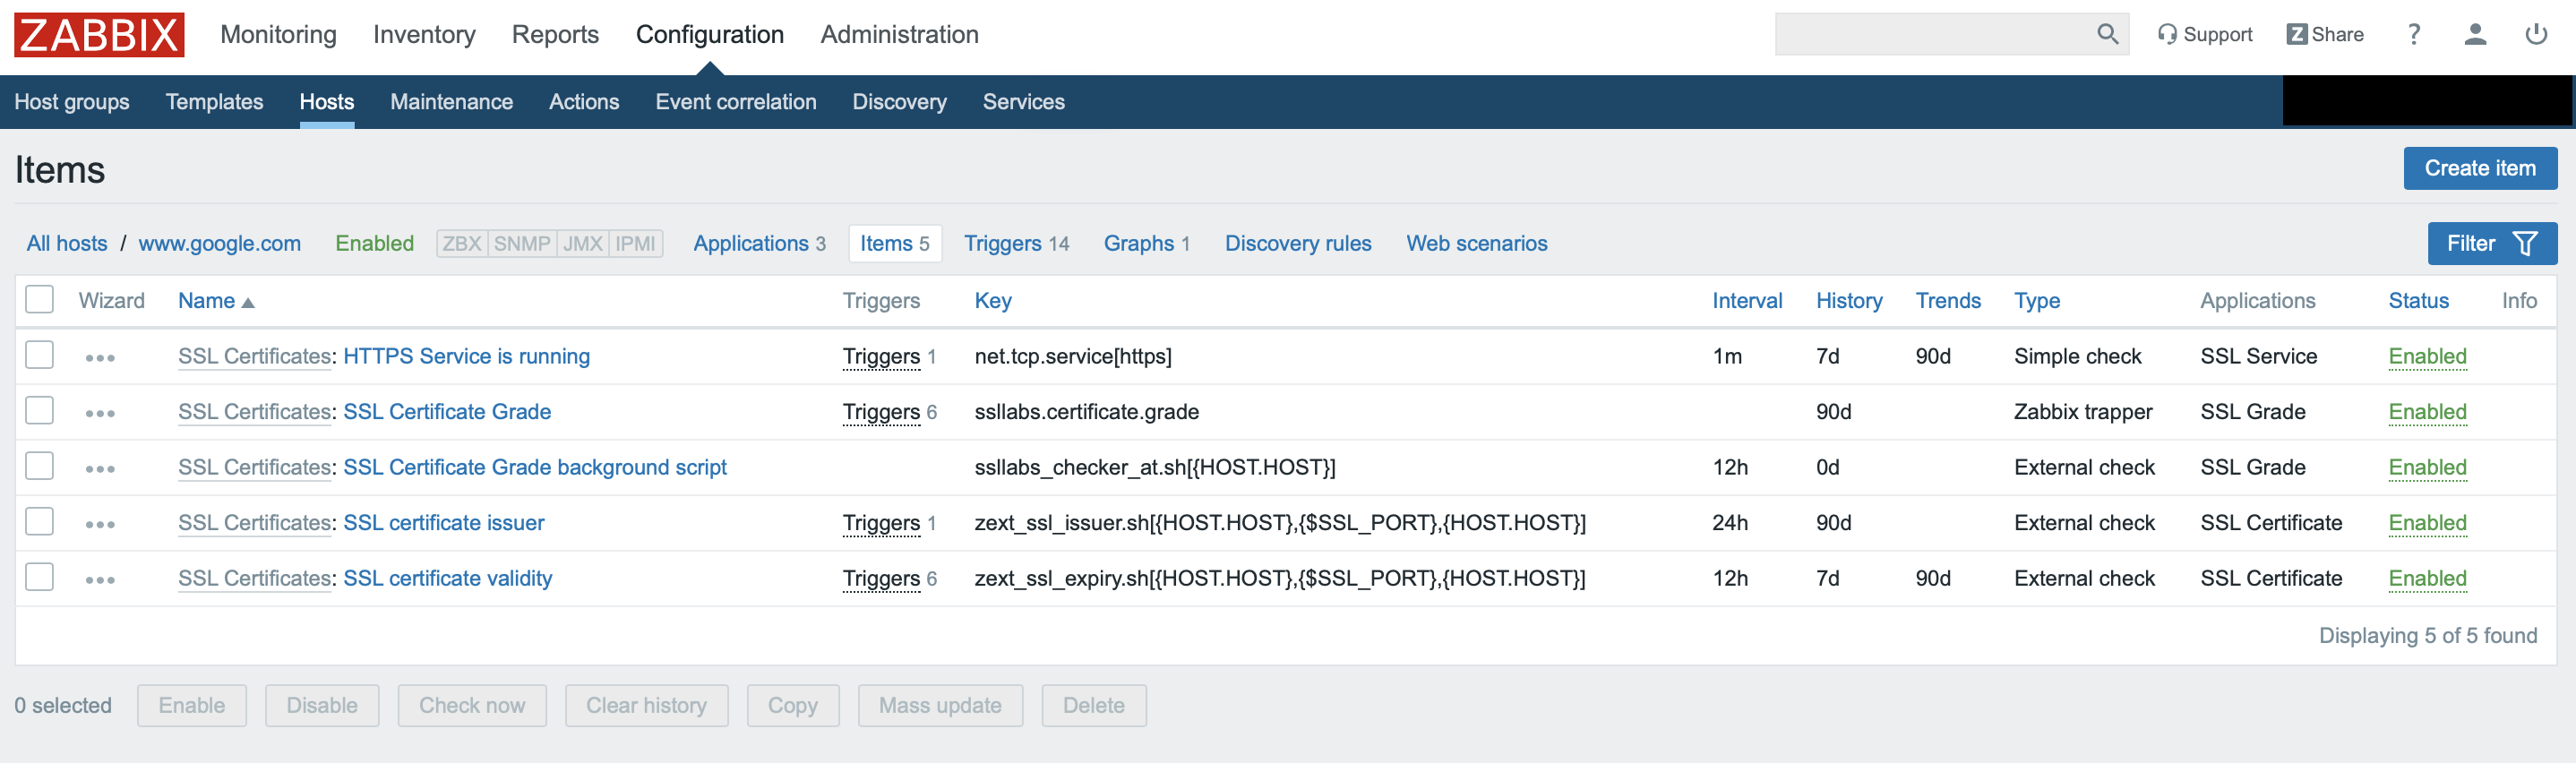 ZABBIX Monitoring Inventory Reports Configuration Administration Support Z Share ?
Host groups Templates Hosts Maintenance Actions Event correlation Discovery Services
Items Create item
All hosts / www.google.com Enabled ZBX SNMP JMX IPMI Applications 3 Items 5 Triggers 14 Graphs 1 Discovery rules Web scenarios Filter
Wizard Name ▲ Triggers Key Interval History Trends Type Applications Status Info
••• SSL Certificates: HTTPS Service is running Triggers 1 net.tcp.service[https] 1m 7d 90d Simple check SSL Service Enabled
••• SSL Certificates: SSL Certificate Grade Triggers 6 ssllabs.certificate.grade 90d Zabbix trapper SSL Grade Enabled
••• SSL Certificates: SSL Certificate Grade background script ssllabs_checker_at.sh[{HOST.HOST}] 12h 0d External check SSL Grade Enabled
••• SSL Certificates: SSL certificate issuer Triggers 1 zext_ssl_issuer.sh[{HOST.HOST},{$SSL_PORT},{HOST.HOST}] 24h 90d External check SSL Certificate Enabled
••• SSL Certificates: SSL certificate validity Triggers 6 zext_ssl_expiry.sh[{HOST.HOST},{$SSL_PORT},{HOST.HOST}] 12h 7d 90d External check SSL Certificate Enabled
Displaying 5 of 5 found
0 selected Enable Disable Check now Clear history Copy Mass update Delete